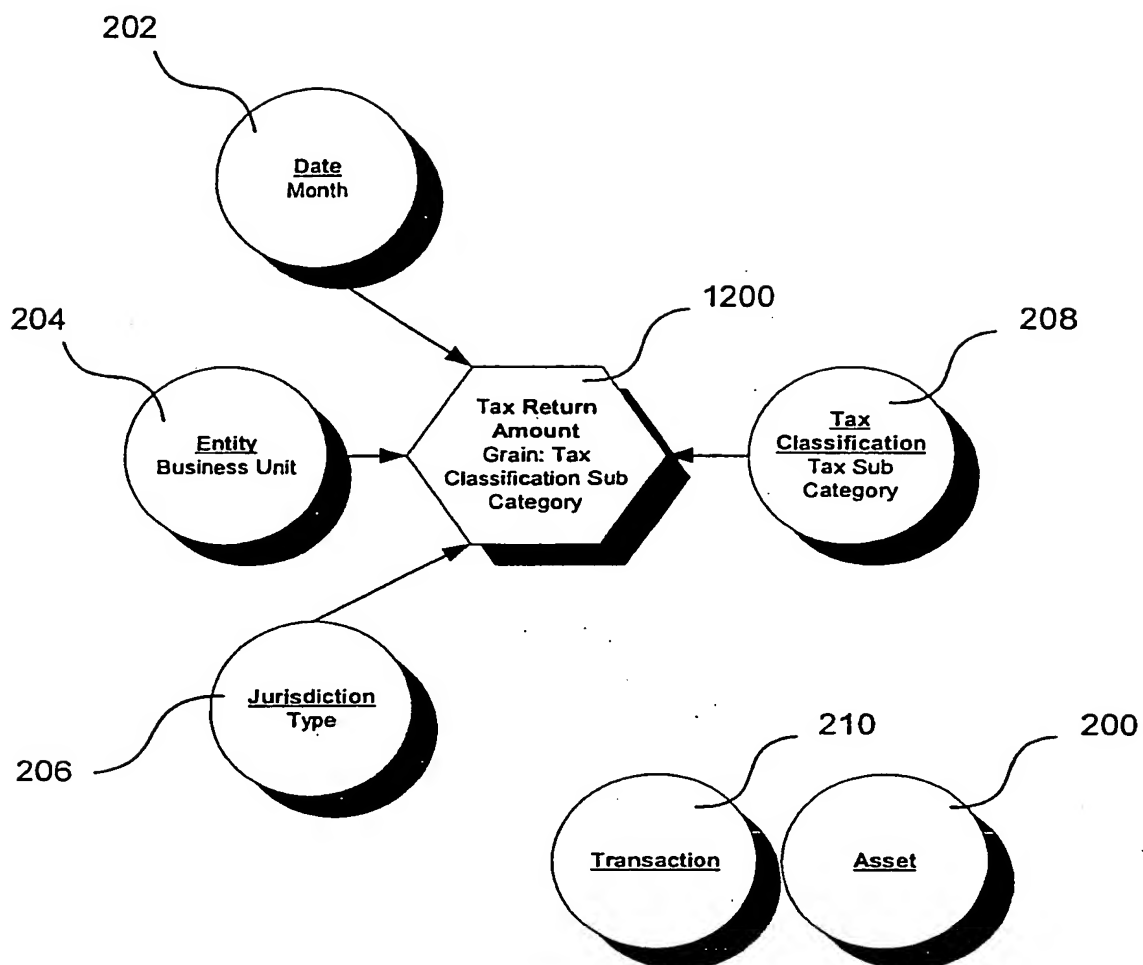 202
Date
Month
204
1200
208
Entity
Business Unit
Tax Return
Amount
Grain: Tax
Classification Sub
Category
Tax
Classification
Tax Sub
Category
Jurisdiction
Type
206
210
200
Transaction
Asset